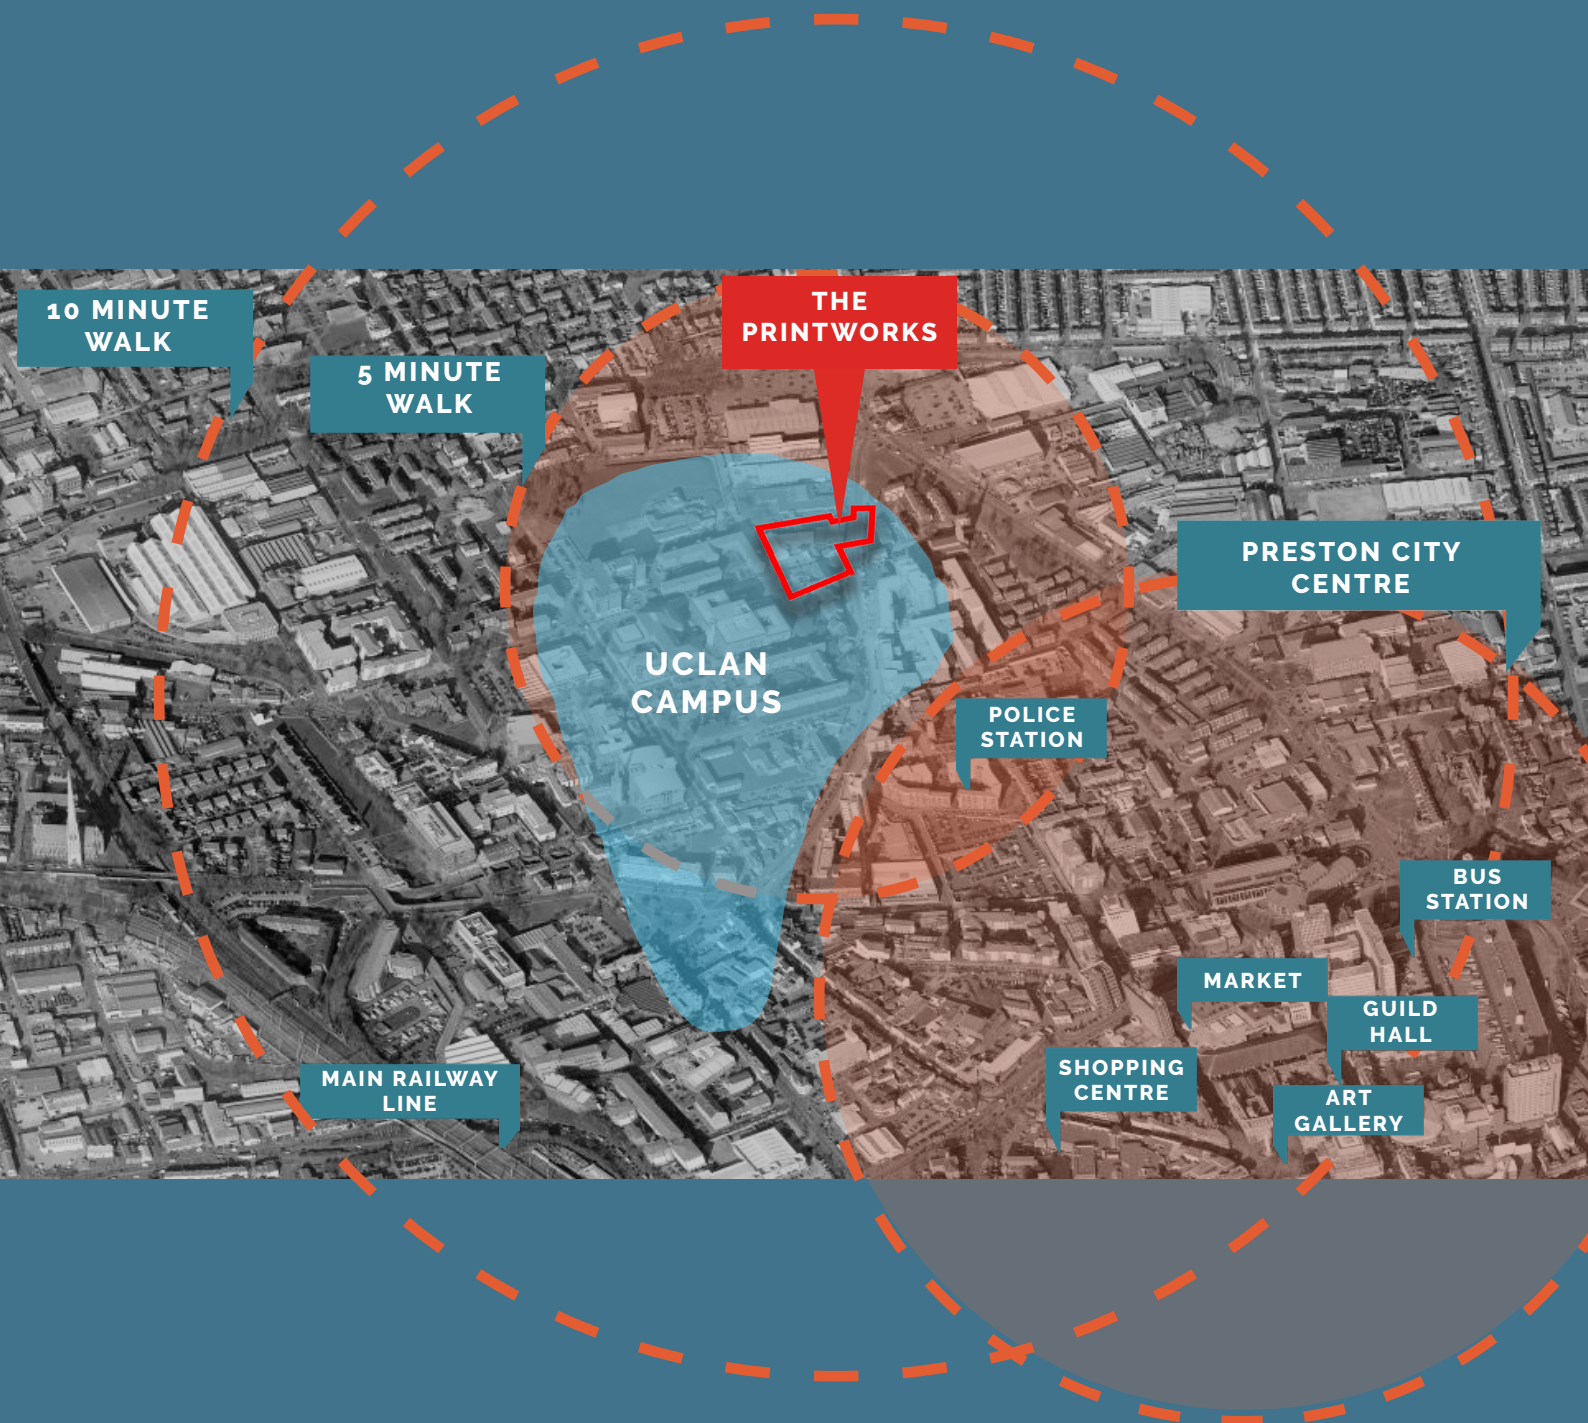 THE
PRINTWORKS
10 MINUTE
WALK
5 MINUTE
WALK
PRESTON CITY
CENTRE
UCLAN
CAMPUS
POLICE
STATION
BUS
STATION
MARKET
GUILD
HALL
SHOPPING
CENTRE
MAIN RAILWAY
LINE
ART
GALLERY